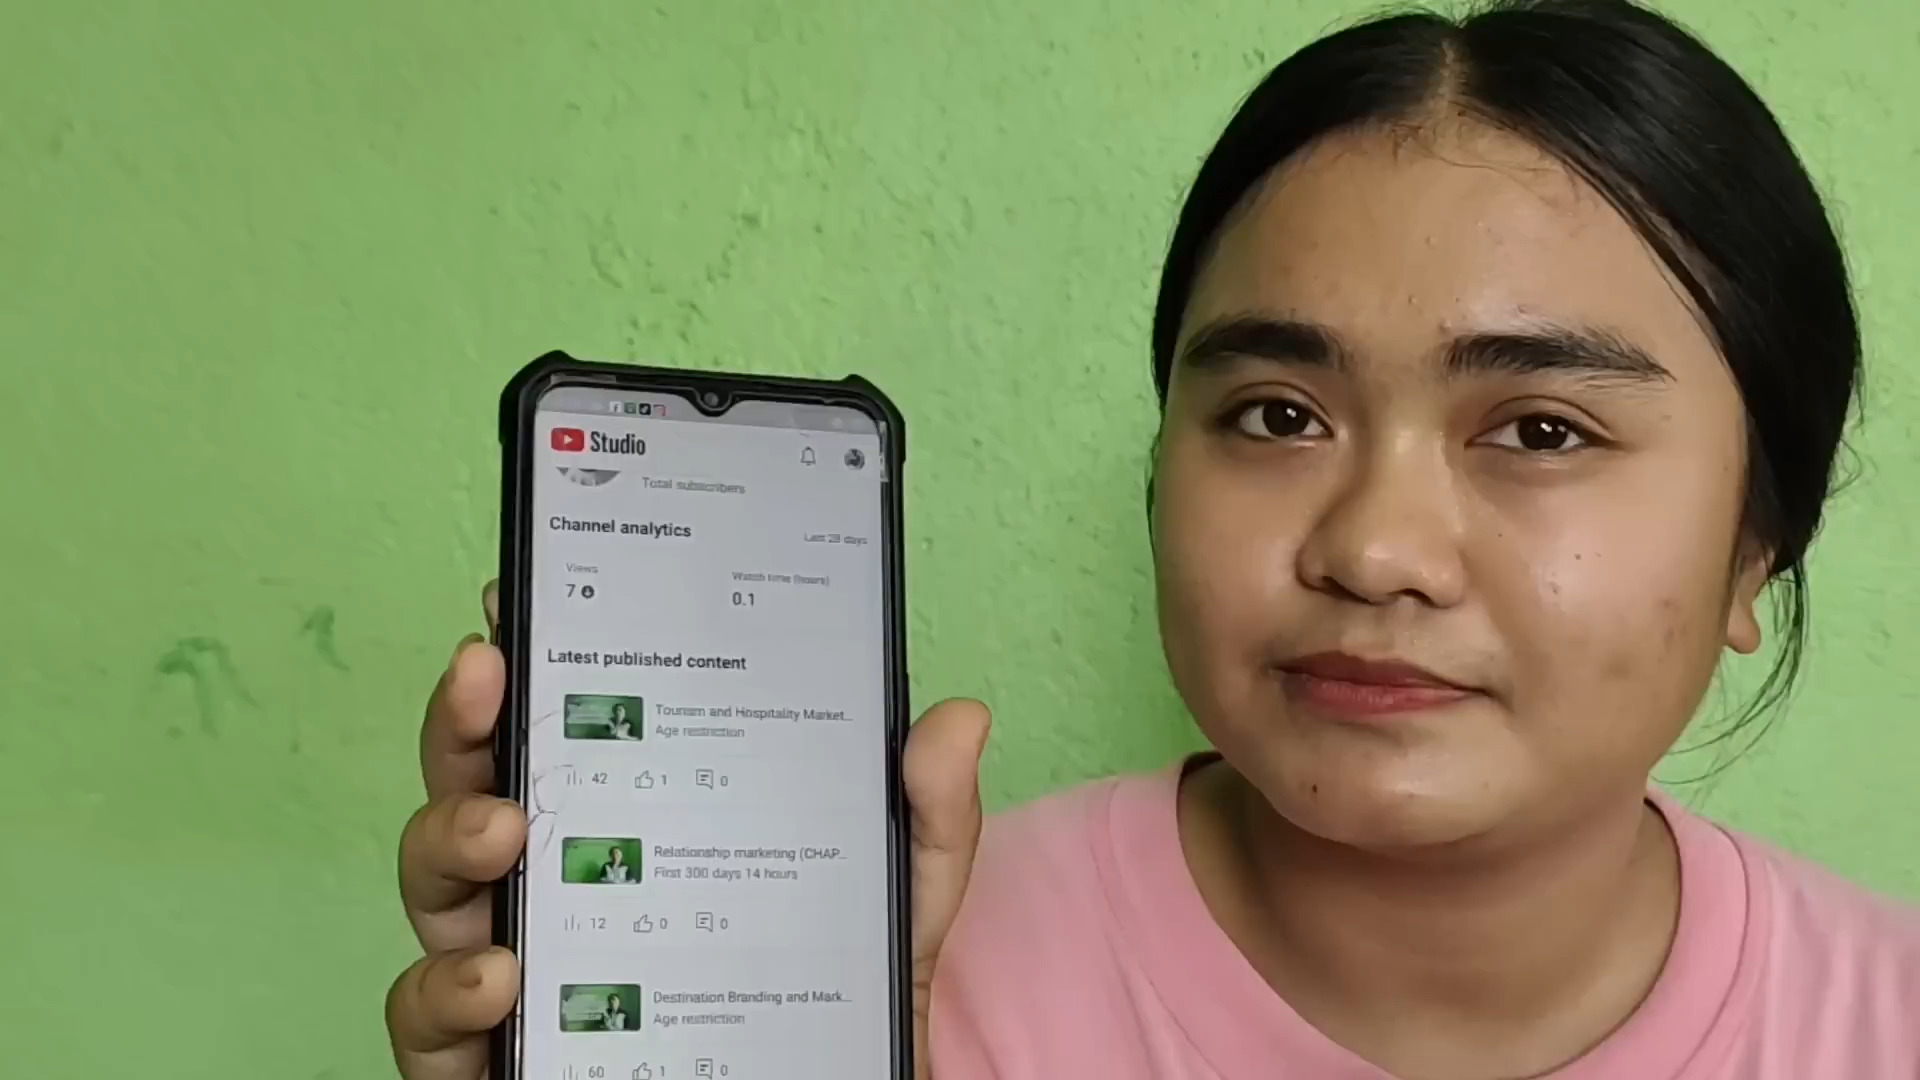 Studio
Total subscribers
Channel analytics
Last 28 days
Views
Watch time (hours)
7
0.1
Latest published content
Tourism and Hospitality Market...
Age restriction
42 1 0
Relationship marketing (CHAP...
First 300 days 14 hours
12 0 0
Destination Branding and Mark...
Age restriction
60 1 0